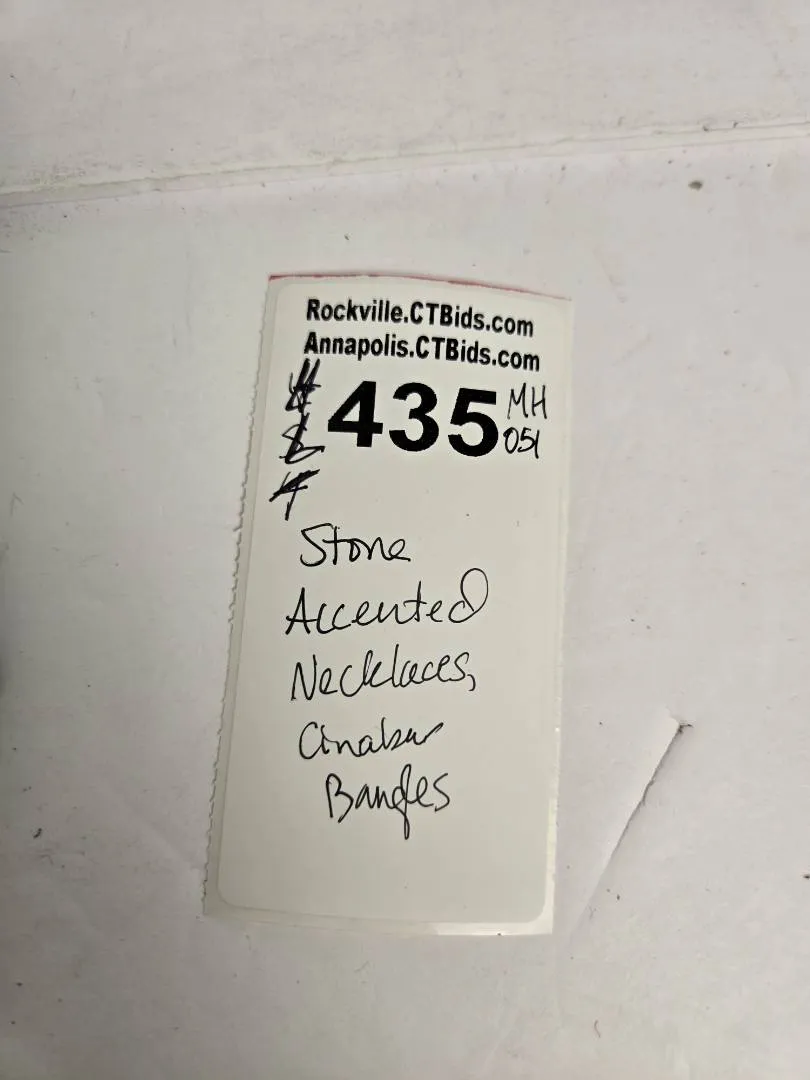 Rockville.CTBids.com
Annapolis.CTBids.com
435 MH
051
Stone
Accented
Necklaces,
Cinabar
Bangles